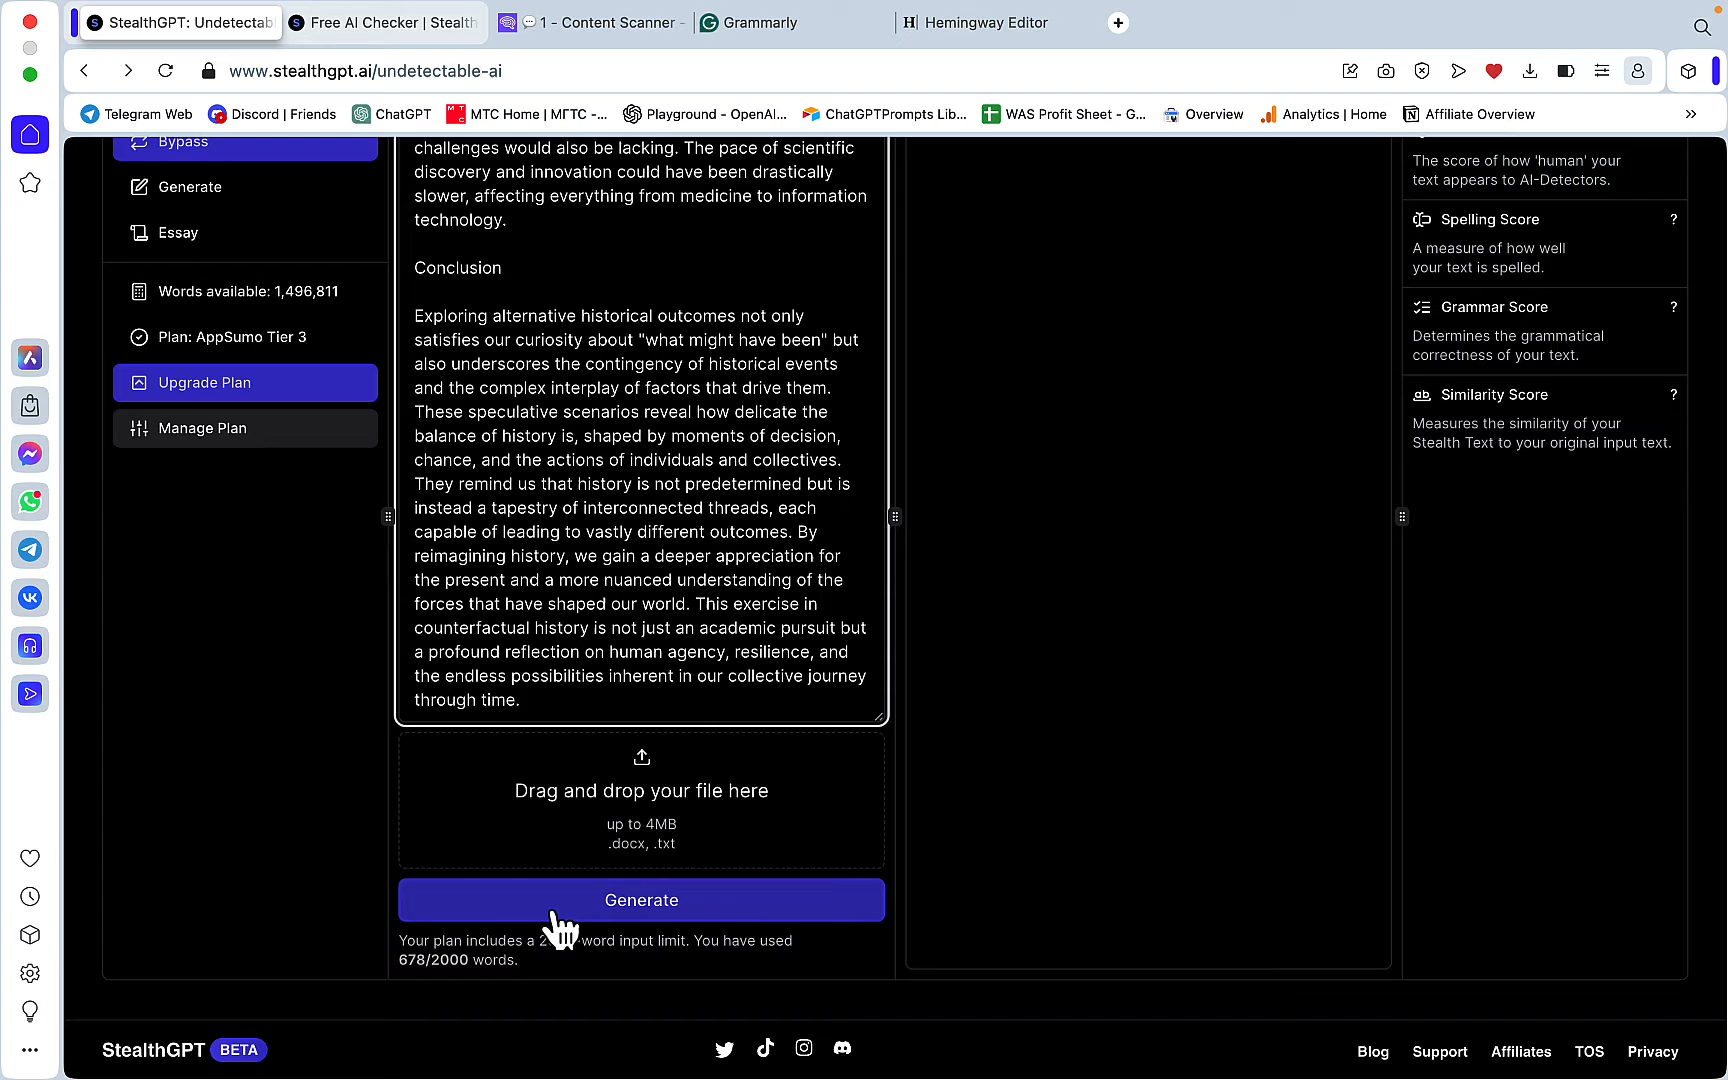 StealthGPT: Undetectabl
Free AI Checker | Stealth
1 - Content Scanner -
Grammarly
H Hemingway Editor
www.stealthgpt.ai/undetectable-ai
Telegram Web
Discord | Friends
ChatGPT
МТС Home | МГТС -...
Playground - OpenAI...
ChatGPTPrompts Lib...
WAS Profit Sheet - G...
Overview
Analytics | Home
Affiliate Overview
Bypass
Generate
Essay
Words available: 1,496,811
Plan: AppSumo Tier 3
Upgrade Plan
Manage Plan
challenges would also be lacking. The pace of scientific
discovery and innovation could have been drastically
slower, affecting everything from medicine to information
technology.
Conclusion
Exploring alternative historical outcomes not only
satisfies our curiosity about "what might have been" but
also underscores the contingency of historical events
and the complex interplay of factors that drive them.
These speculative scenarios reveal how delicate the
balance of history is, shaped by moments of decision,
chance, and the actions of individuals and collectives.
They remind us that history is not predetermined but is
instead a tapestry of interconnected threads, each
capable of leading to vastly different outcomes. By
reimagining history, we gain a deeper appreciation for
the present and a more nuanced understanding of the
forces that have shaped our world. This exercise in
counterfactual history is not just an academic pursuit but
a profound reflection on human agency, resilience, and
the endless possibilities inherent in our collective journey
through time.
Drag and drop your file here
up to 4MB
.docx, .txt
Generate
Your plan includes a word input limit. You have used
678/2000 words.
The score of how 'human' your
text appears to AI-Detectors.
Spelling Score ?
A measure of how well
your text is spelled.
Grammar Score ?
Determines the grammatical
correctness of your text.
Similarity Score ?
Measures the similarity of your
Stealth Text to your original input text.
StealthGPT BETA
Blog
Support
Affiliates
TOS
Privacy